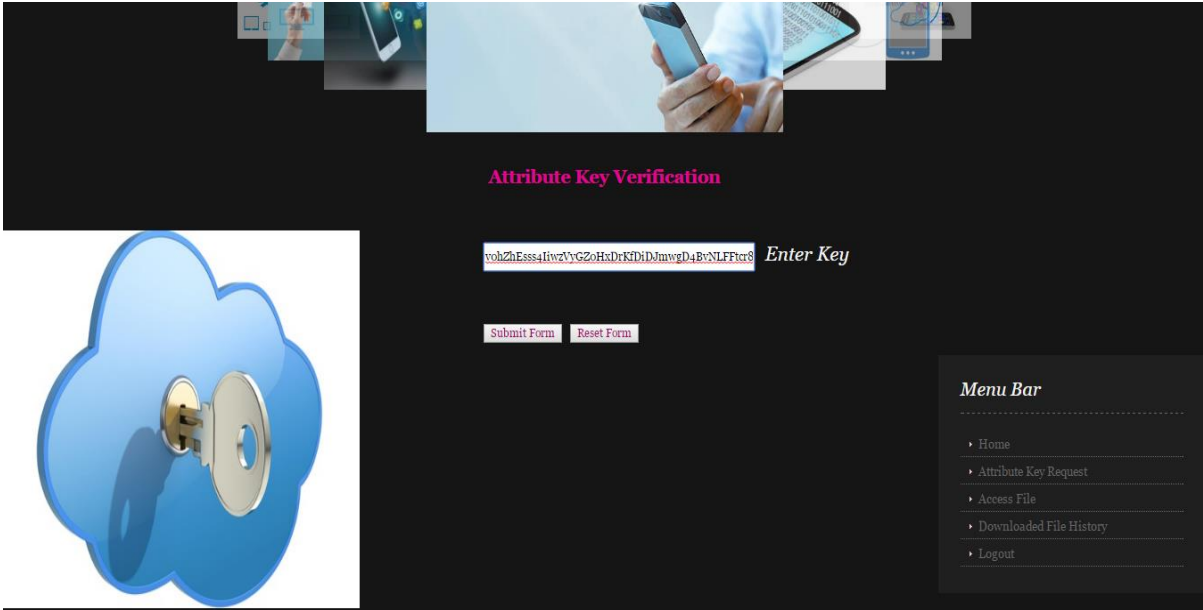 Attribute Key Verification
vohZhEsss4IiwzVyGZoHxDrKfDiDJmwgD4BvNLFFtcr8 Enter Key
Submit Form Reset Form
Menu Bar
Home
Attribute Key Request
Access File
Downloaded File History
Logout